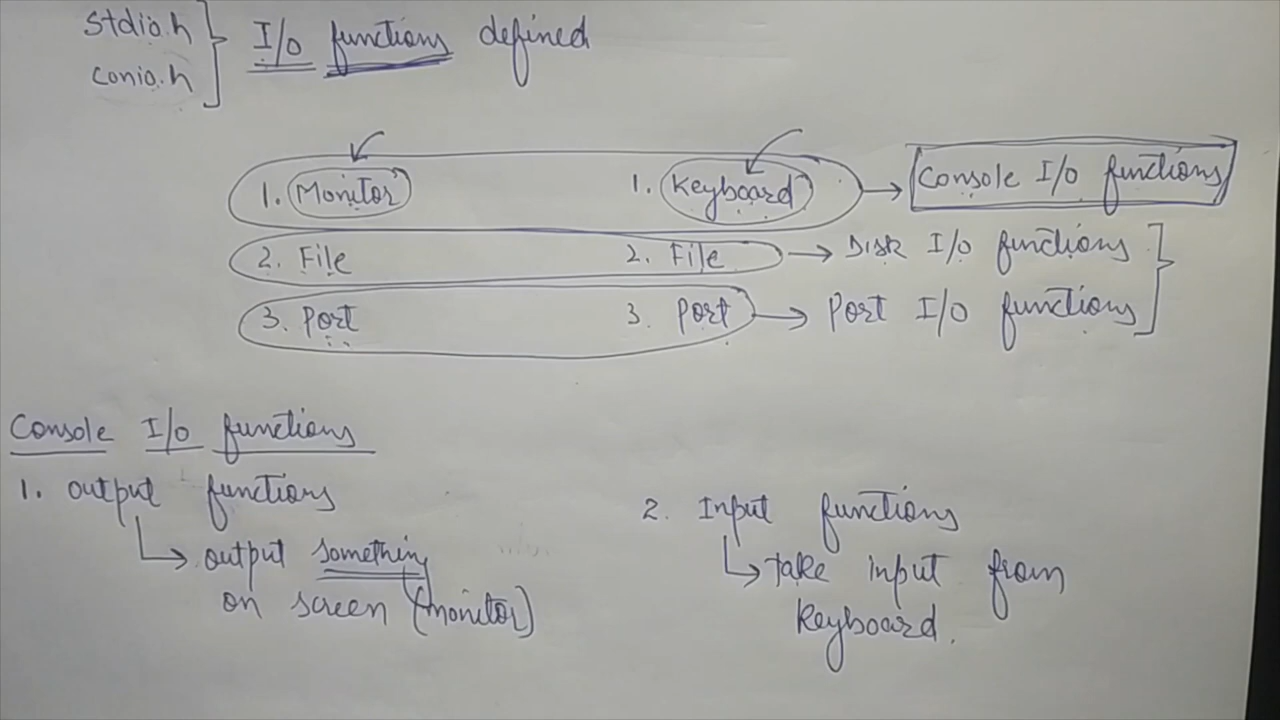 stdio.h } I/o functions defined
conio.h
1. Monitor 1. Keyboard → Console I/o functions
2. File 2. File → Disk I/o functions
3. Port 3. Port → Port I/o functions
Console I/o functions
1. output functions
↳ output something
on screen (monitor)
2. Input functions
↳ take input from
keyboard.